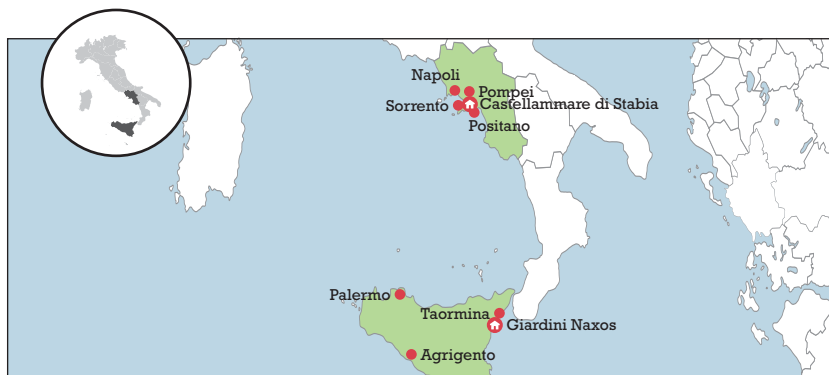 Napoli
Pompei
Castellammare di Stabia
Sorrento
Positano
Palermo
Taormina
Giardini Naxos
Agrigento